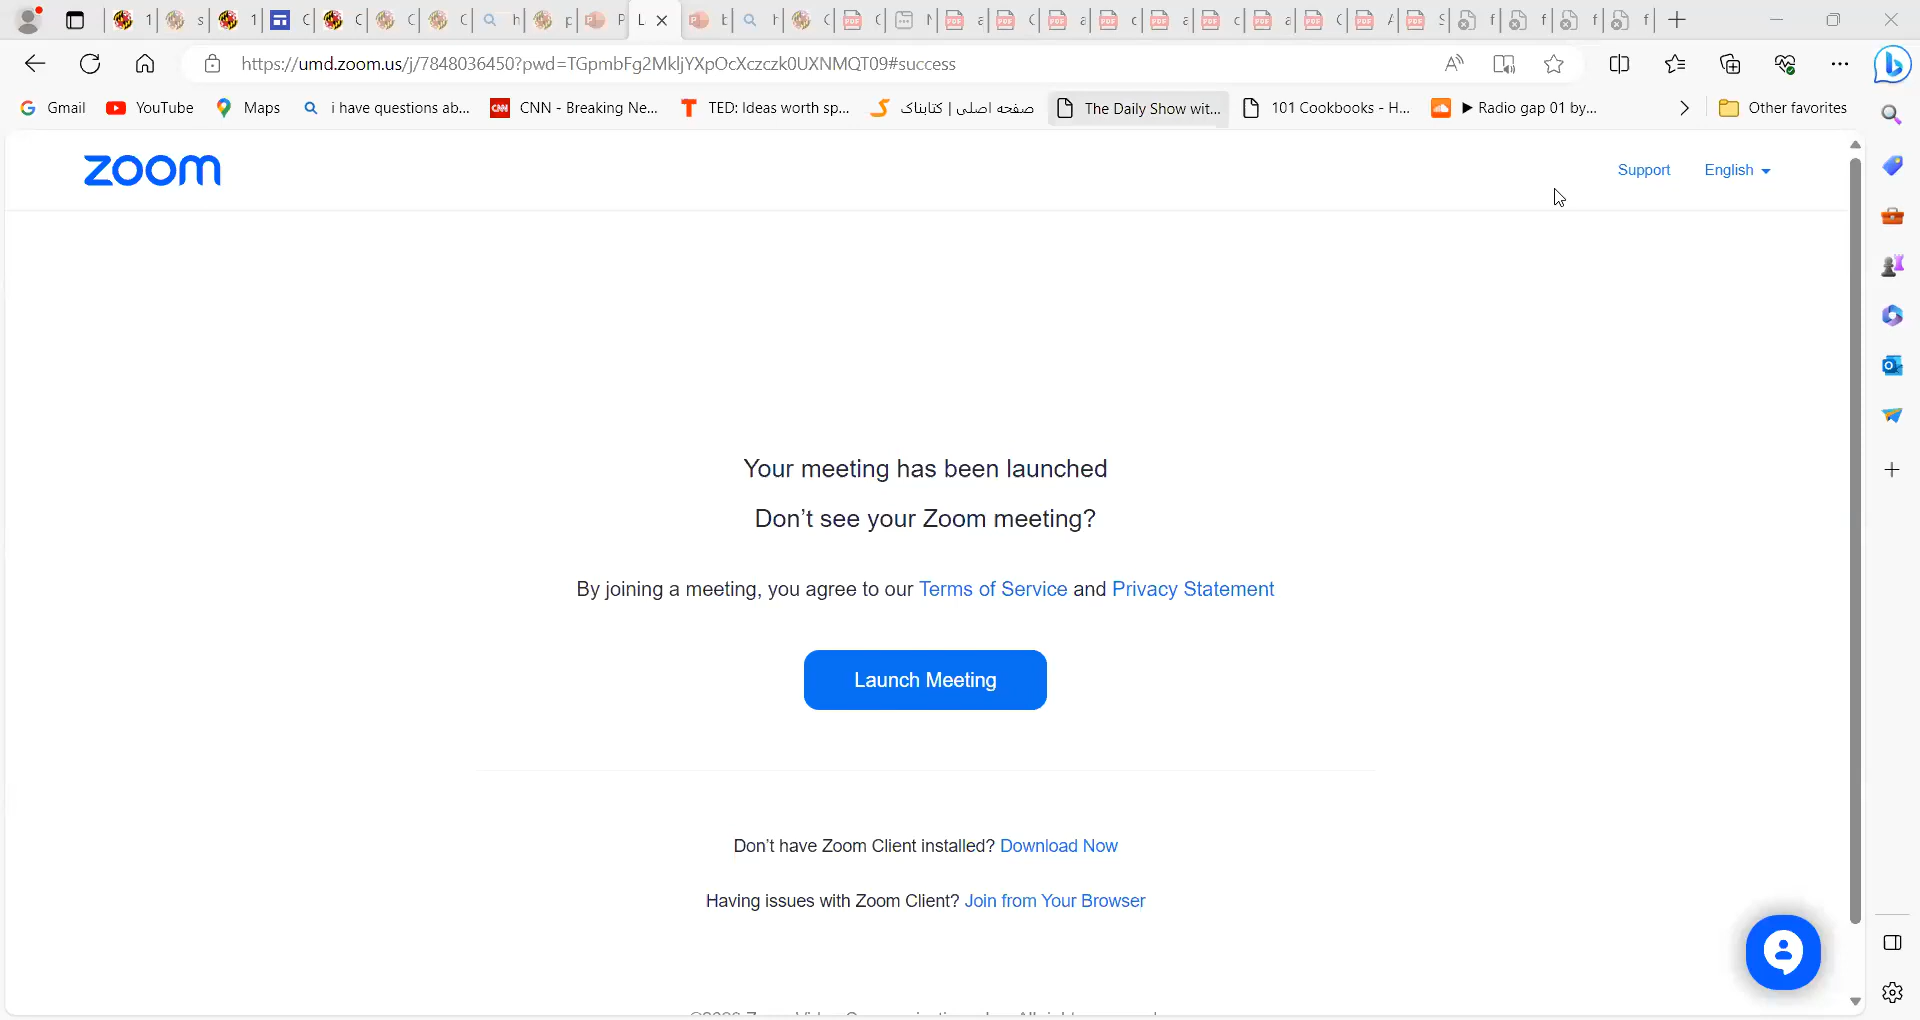 https://umd.zoom.us/j/7848036450?pwd=TGpmbFg2MkljYXpOcXczczk0UXNMQT09#success
Gmail YouTube Maps i have questions ab... CNN - Breaking Ne... TED: Ideas worth sp... صفحه اصلی | کتابناک The Daily Show wit... 101 Cookbooks - H... ▶ Radio gap 01 by... Other favorites
zoom
Support English
Your meeting has been launched
Don’t see your Zoom meeting?
By joining a meeting, you agree to our Terms of Service and Privacy Statement
Launch Meeting
Don’t have Zoom Client installed? Download Now
Having issues with Zoom Client? Join from Your Browser